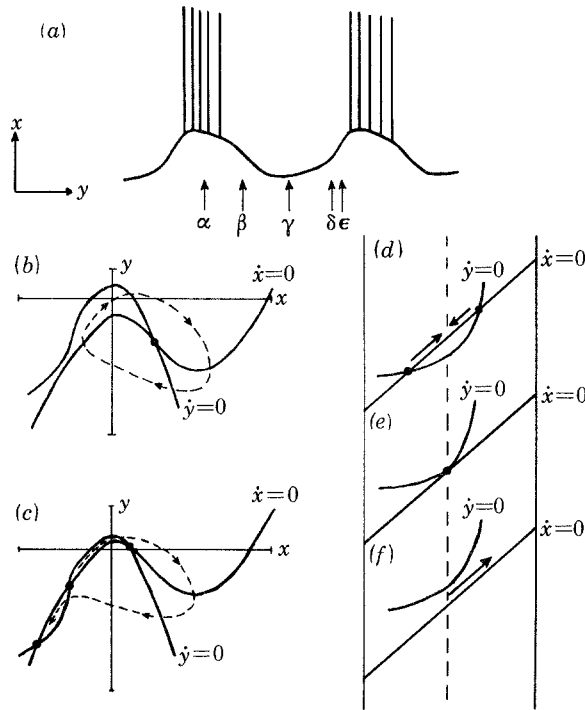 (a)
x
y
α β γ δ ϵ
(b)
y
ẋ=0
x
ẏ=0
(c)
y
ẋ=0
x
ẏ=0
(d)
ẏ=0
ẋ=0
(e)
ẏ=0
ẋ=0
(f)
ẏ=0
ẋ=0